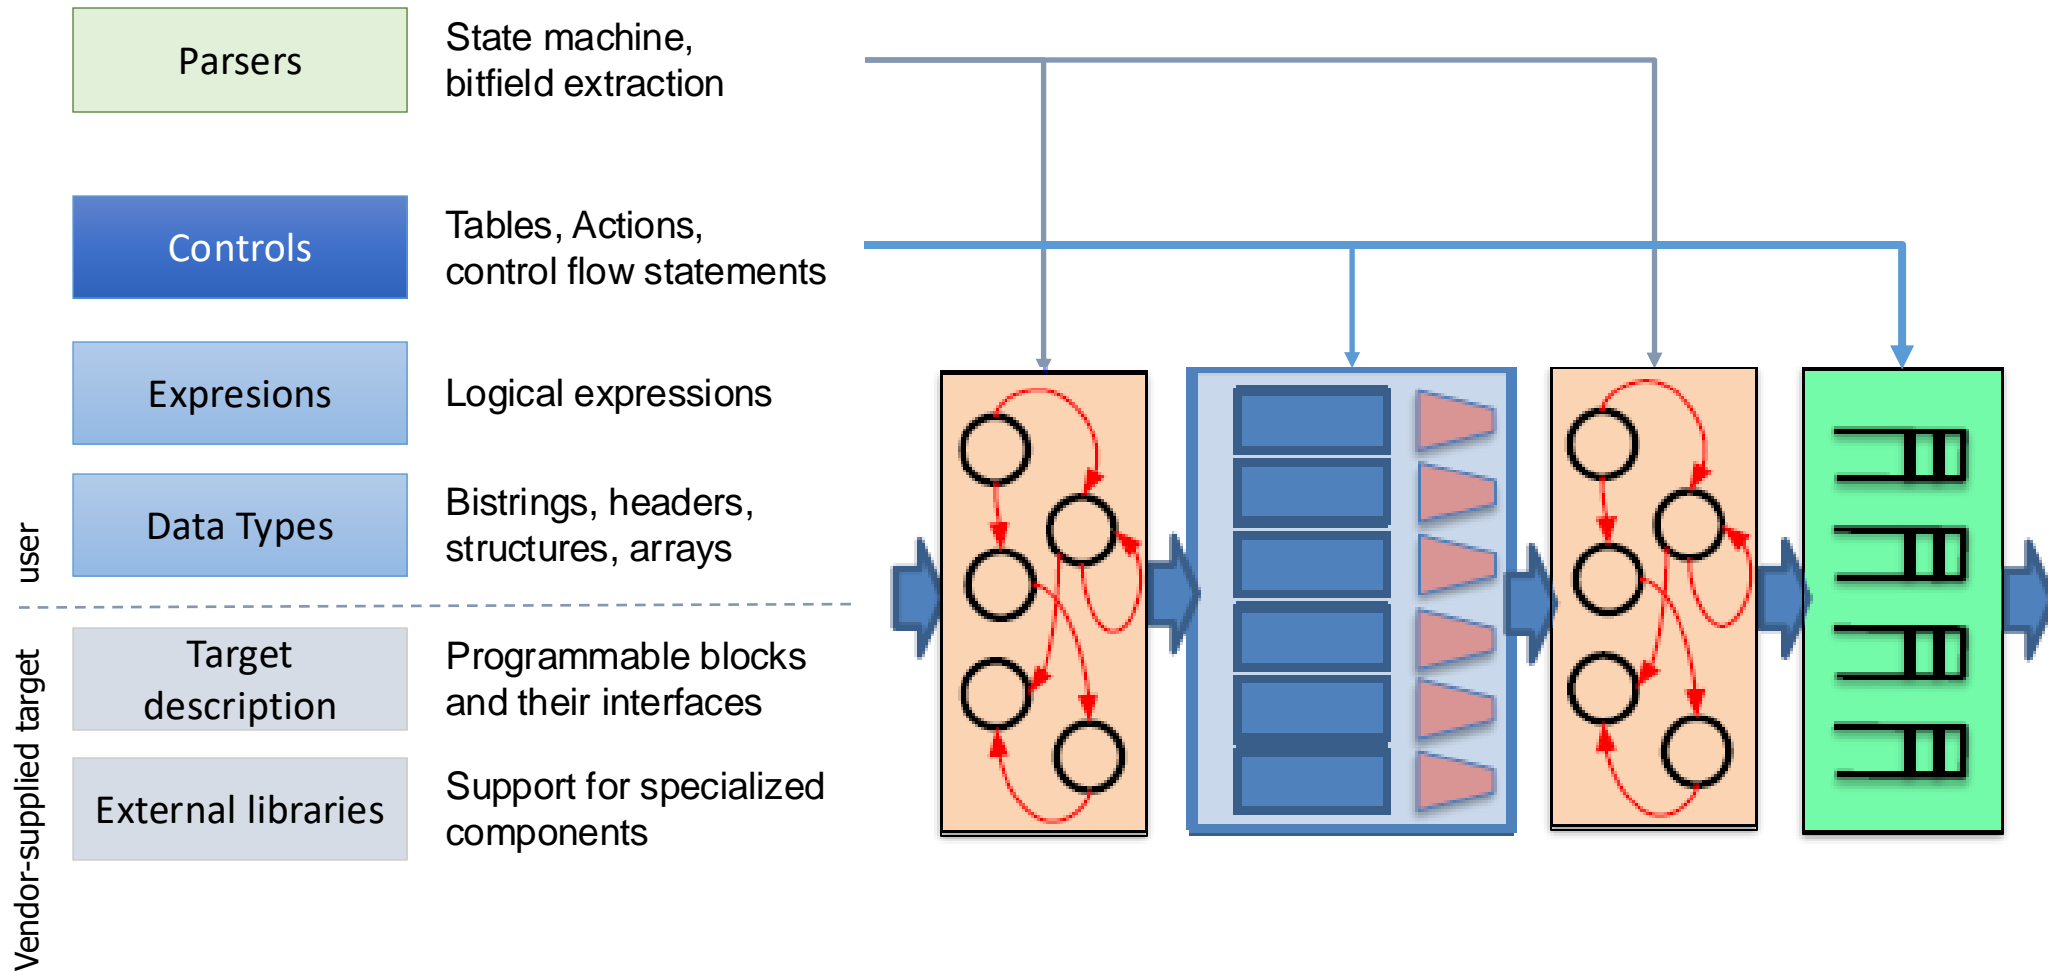 Parsers
State machine,
bitfield extraction
Controls
Tables, Actions,
control flow statements
Expresions
Logical expressions
Data Types
Bistrings, headers,
structures, arrays
user
Target
description
Programmable blocks
and their interfaces
External libraries
Support for specialized
components
Vendor-supplied target